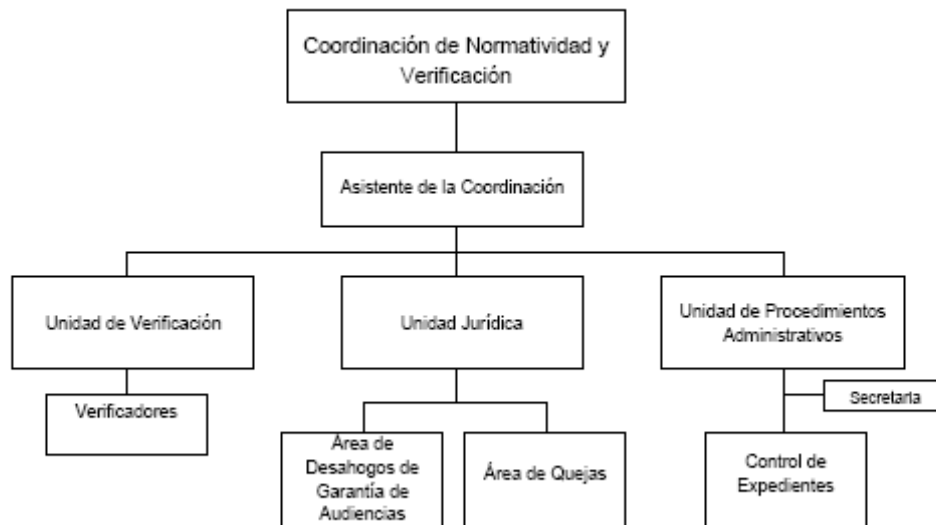 Coordinación de Normatividad y
Verificación
Asistente de la Coordinación
Unidad de Verificación
Unidad Jurídica
Unidad de Procedimientos
Administrativos
Verificadores
Secretaria
Área de
Desahogos de
Garantía de
Audiencias
Área de Quejas
Control de
Expedientes